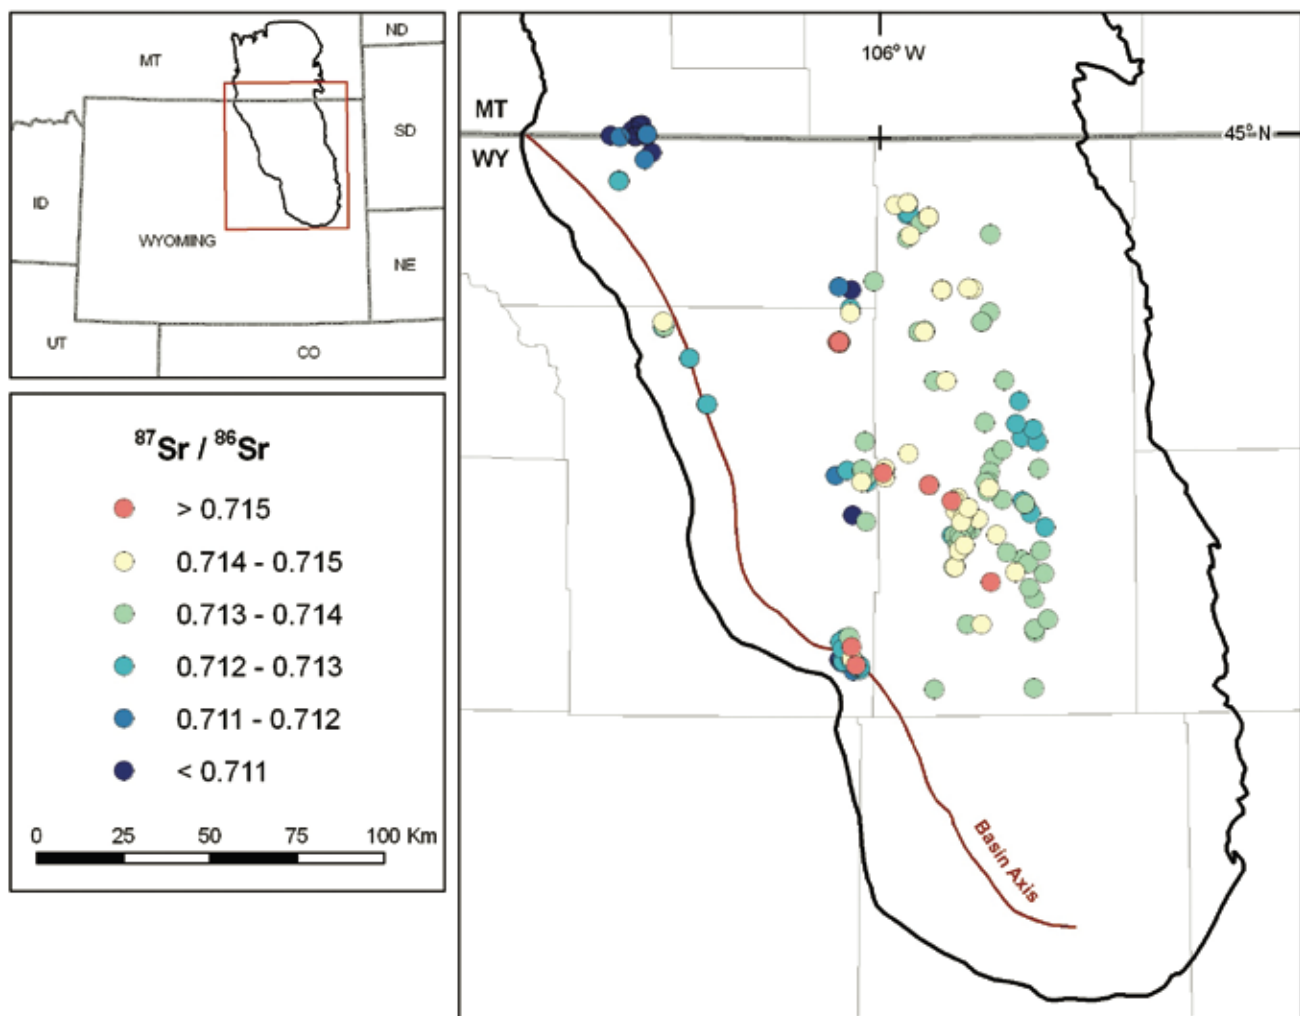 ND
MT
SD
ID
WYOMING
NE
UT
CO
87Sr / 86Sr
> 0.715
0.714 - 0.715
0.713 - 0.714
0.712 - 0.713
0.711 - 0.712
< 0.711
0 25 50 75 100 Km
106° W
MT
45° N
WY
Basin Axis